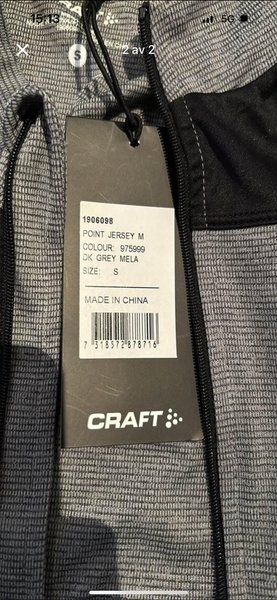 15:13
5G
2 av 2
S
1906098
POINT JERSEY M
COLOUR: 975999
DK GREY MELA
SIZE: S
MADE IN CHINA
7 318572 878716
CRAFT